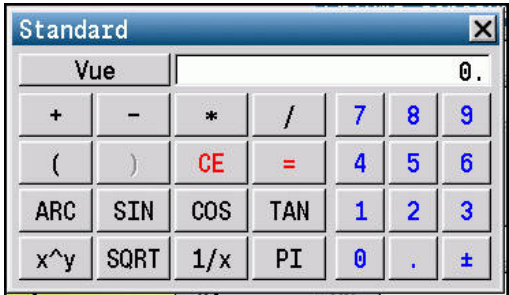 Standard X
Vue 0.
+ - * / 7 8 9
( ) CE = 4 5 6
ARC SIN COS TAN 1 2 3
x^y SQRT 1/x PI 0 . ±